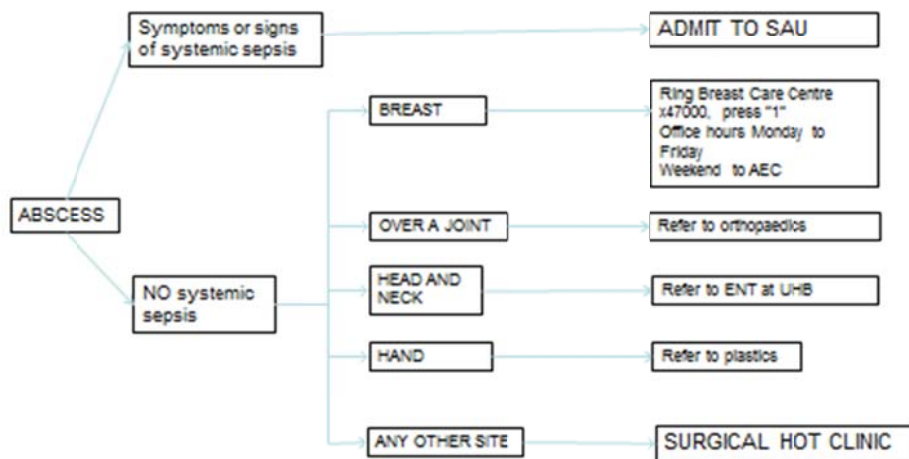 Symptoms or signs
of systemic sepsis
ADMIT TO SAU
BREAST
Ring Breast Care Centre
x47000, press "1"
Office hours Monday to
Friday
Weekend to AEC
ABSCESS
OVER A JOINT
Refer to orthopaedics
NO systemic
sepsis
HEAD AND
NECK
Refer to ENT at UHB
HAND
Refer to plastics
ANY OTHER SITE
SURGICAL HOT CLINIC